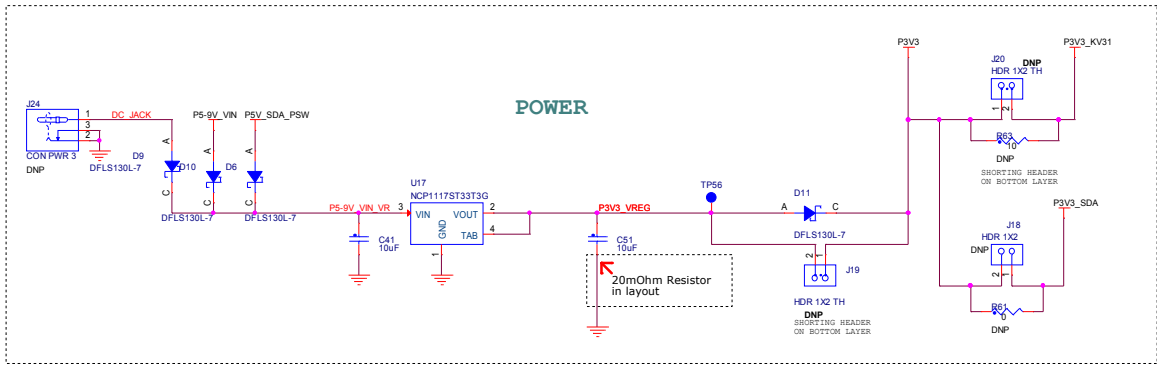 POWER
J24
1
3
2
CON PWR 3
DNP
DC_JACK
P5-9V_VIN
P5V_SDA_PSW
A
A
A
D9
DFLS130L-7
D10
D6
C
C
C
DFLS130L-7
DFLS130L-7
P5-9V_VIN_VR
C41
10uF
U17
NCP1117ST33T3G
3
VIN
VOUT
2
GND
TAB
4
1
P3V3_VREG
C51
10uF
20mOhm Resistor
in layout
TP56
D11
A
C
DFLS130L-7
2
1
J19
HDR 1X2 TH
DNP
SHORTING HEADER
ON BOTTOM LAYER
P3V3
P3V3_KV31
J20
DNP
HDR 1X2 TH
1
2
R63
10
DNP
SHORTING HEADER
ON BOTTOM LAYER
P3V3_SDA
J18
HDR 1X2
DNP
2
1
R61
0
DNP